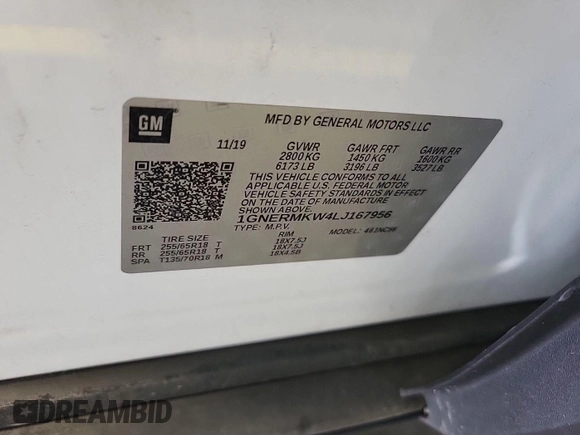 GM
MFD BY GENERAL MOTORS LLC
11/19 GVWR GAWR FRT GAWR RR
2800 KG 1450 KG 1600 KG
6173 LB 3196 LB 3527 LB
THIS VEHICLE CONFORMS TO ALL
APPLICABLE U.S. FEDERAL MOTOR
VEHICLE SAFETY STANDARDS IN EFFECT
ON THE DATE OF MANUFACTURE
SHOWN ABOVE.
1GNERMKW4LJ167956
8624 TYPE: M.P.V. MODEL:
TIRE SIZE RIM
FRT 255/65R18 T 18X7.5J
RR 255/65R18 T 18X7.5J
SPA T135/70R18 M 18X4.5B
DREAMBID